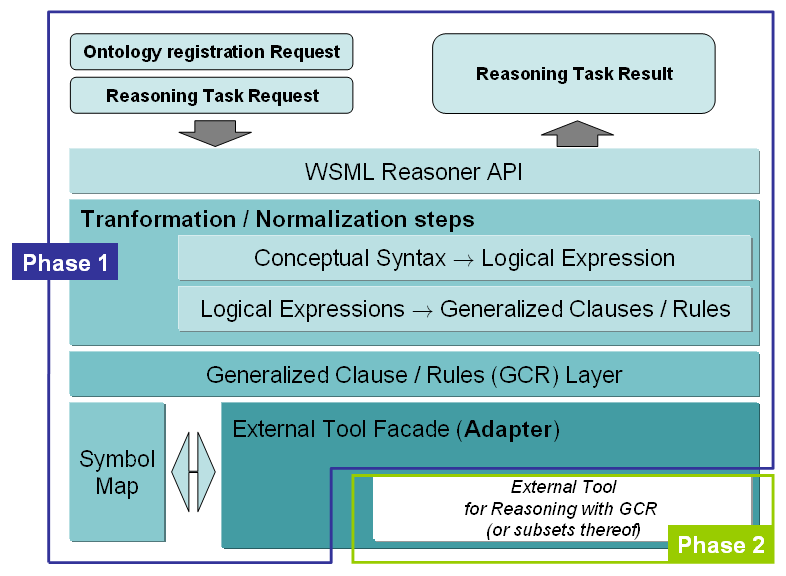 Ontology registration Request
Reasoning Task Request
Reasoning Task Result
WSML Reasoner API
Tranformation / Normalization steps
Phase 1
Conceptual Syntax → Logical Expression
Logical Expressions → Generalized Clauses / Rules
Generalized Clause / Rules (GCR) Layer
Symbol
Map
External Tool Facade (Adapter)
External Tool
for Reasoning with GCR
(or subsets thereof)
Phase 2